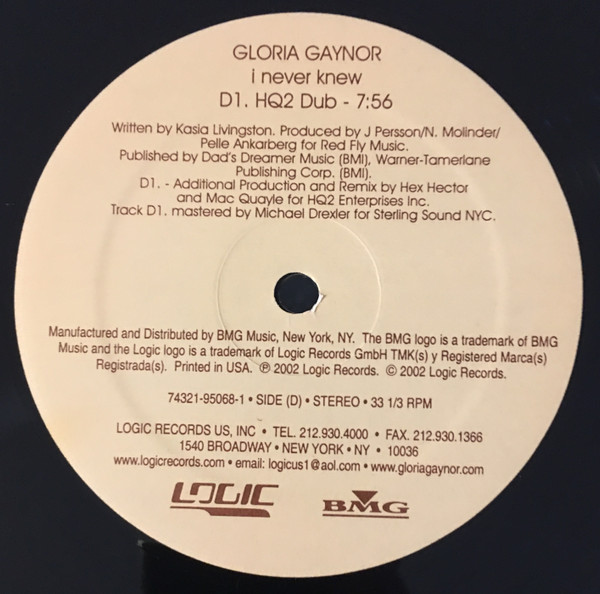 GLORIA GAYNOR
i never knew
D1. HQ2 Dub - 7:56
Written by Kasia Livingston. Produced by J Persson/N. Molinder/
Pelle Ankarberg for Red Fly Music.
Published by Dad's Dreamer Music (BMI), Warner-Tamerlane
Publishing Corp. (BMI).
D1. - Additional Production and Remix by Hex Hector
and Mac Quayle for HQ2 Enterprises Inc.
Track D1. mastered by Michael Drexler for Sterling Sound NYC.
Manufactured and Distributed by BMG Music, New York, NY. The BMG logo is a trademark of BMG
Music and the Logic logo is a trademark of Logic Records GmbH TMK(s) y Registered Marca(s)
Registrada(s). Printed in USA. ℗ 2002 Logic Records. © 2002 Logic Records.
74321-95068-1 • SIDE (D) • STEREO • 33 1/3 RPM
LOGIC RECORDS US, INC • TEL. 212.930.4000 • FAX. 212.930.1366
1540 BROADWAY • NEW YORK • NY • 10036
www.logicrecords.com • email: logicus1@aol.com • www.gloriagaynor.com
LOGIC BMG